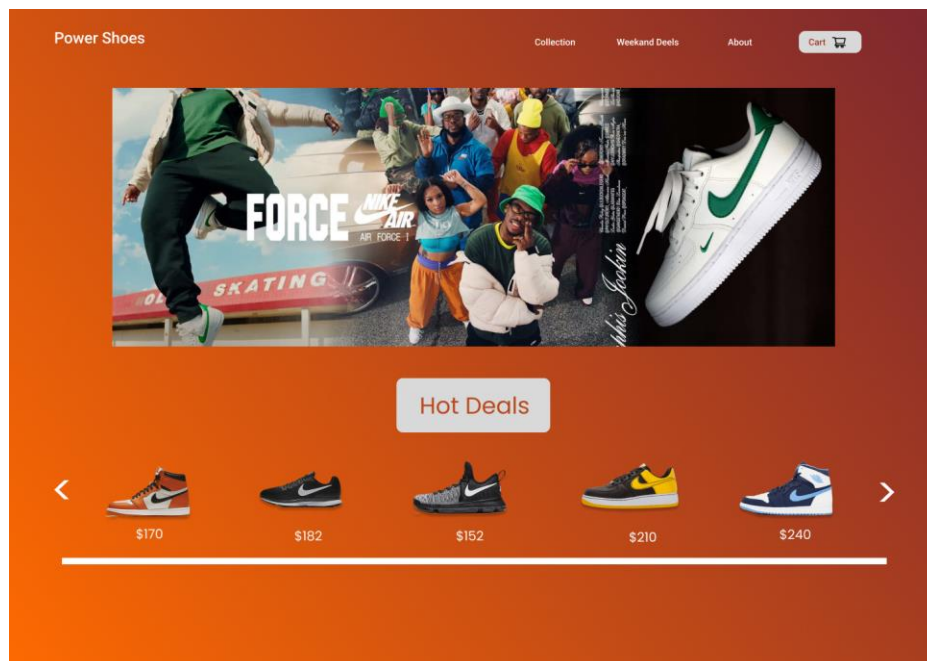 Power Shoes
Collection
Weekand Deels
About
Cart
FORCE
NIKE
AIR
AIR FORCE 1
SKATING
Jookin
Hot Deals
$170
$182
$152
$210
$240